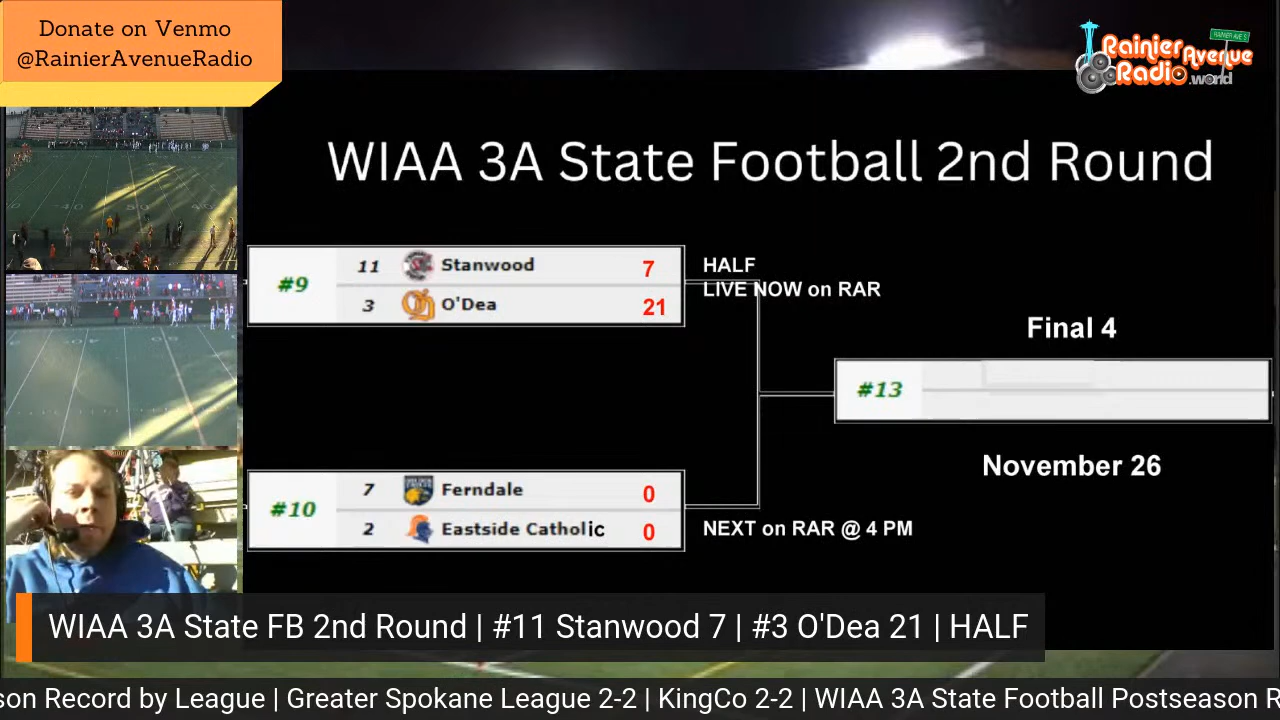 Donate on Venmo
@RainierAvenueRadio
RAINIER AVE S
Rainier Avenue
Radio.world
WIAA 3A State Football 2nd Round
#9
11 Stanwood 7
3 O'Dea 21
HALF
LIVE NOW on RAR
Final 4
#13
November 26
#10
7 Ferndale 0
2 Eastside Catholic 0
NEXT on RAR @ 4 PM
WIAA 3A State FB 2nd Round | #11 Stanwood 7 | #3 O'Dea 21 | HALF
son Record by League | Greater Spokane League 2-2 | KingCo 2-2 | WIAA 3A State Football Postseason R